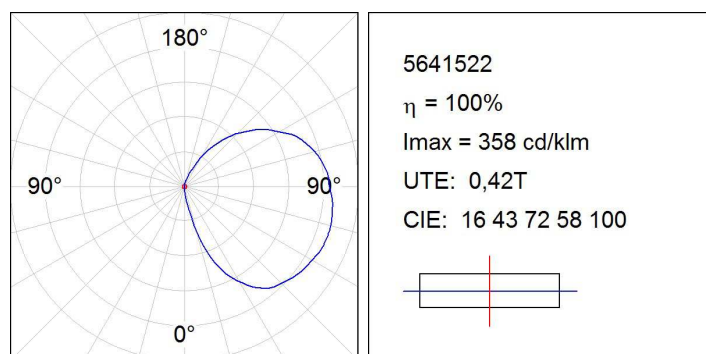 180°
90°
90°
0°
5641522
η = 100%
Imax = 358 cd/klm
UTE: 0,42T
CIE: 16 43 72 58 100